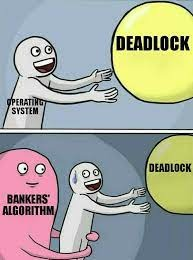 DEADLOCK
OPERATING
SYSTEM
DEADLOCK
BANKERS'
ALGORITHM